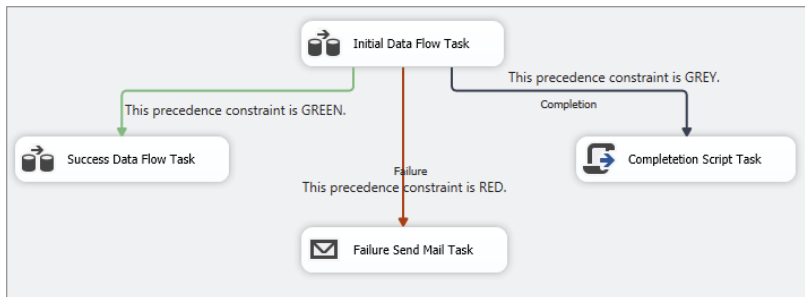 Initial Data Flow Task
This precedence constraint is GREY.
This precedence constraint is GREEN.
Completion
Success Data Flow Task
Completetion Script Task
Failure
This precedence constraint is RED.
Failure Send Mail Task